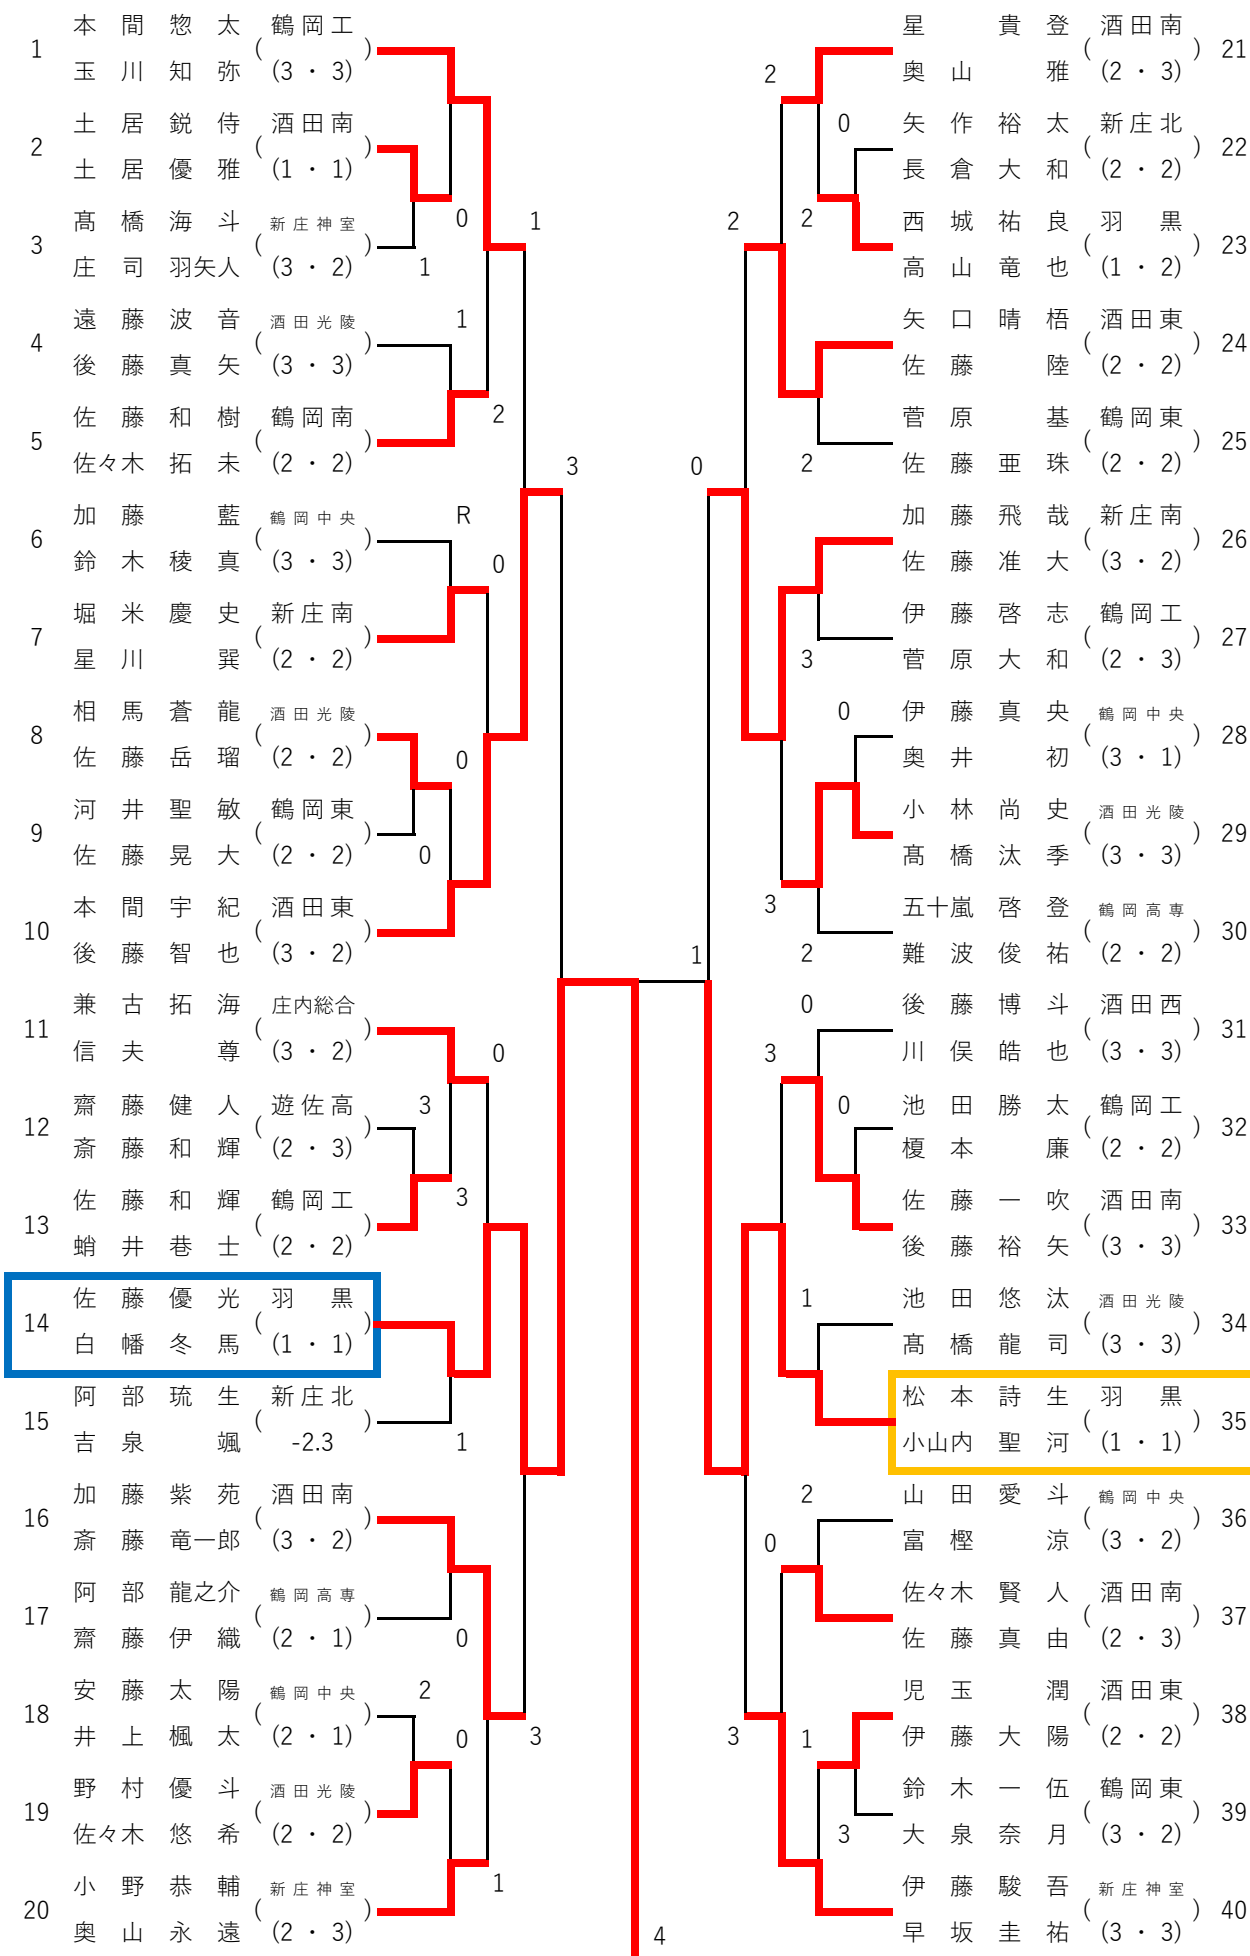 本間惣太 鶴岡工
1 ( )
玉川知弥 (3・3)
土居鋭侍 酒田南
2 ( )
土居優雅 (1・1)
髙橋海斗 新庄神室
3 ( )
庄司羽矢人 (3・2)
遠藤波音 酒田光陵
4 ( )
後藤真矢 (3・3)
佐藤和樹 鶴岡南
5 ( )
佐々木拓未 (2・2)
加藤藍 鶴岡中央
6 ( )
鈴木稜真 (3・3)
堀米慶史 新庄南
7 ( )
星川巽 (2・2)
相馬蒼龍 酒田光陵
8 ( )
佐藤岳瑠 (2・2)
河井聖敏 鶴岡東
9 ( )
佐藤晃大 (2・2)
本間宇紀 酒田東
10 ( )
後藤智也 (3・2)
兼古拓海 庄内総合
11 ( )
信夫尊 (3・2)
齋藤健人 遊佐高
12 ( )
斎藤和輝 (2・3)
佐藤和輝 鶴岡工
13 ( )
蛸井巷士 (2・2)
佐藤優光 羽黒
14 ( )
白幡冬馬 (1・1)
阿部琉生 新庄北
15 ( )
吉泉颯 -2.3
加藤紫苑 酒田南
16 ( )
斎藤竜一郎 (3・2)
阿部龍之介 鶴岡高専
17 ( )
齋藤伊織 (2・1)
安藤太陽 鶴岡中央
18 ( )
井上楓太 (2・1)
野村優斗 酒田光陵
19 ( )
佐々木悠希 (2・2)
小野恭輔 新庄神室
20 ( )
奥山永遠 (2・3)
0
1
1
1
2
R
0
0
0
3
0
3
3
1
0
2
0
3
1
4
星貴登 酒田南
( ) 21
奥山雅 (2・3)
矢作裕太 新庄北
( ) 22
長倉大和 (2・2)
西城祐良 羽黒
( ) 23
高山竜也 (1・2)
矢口晴悟 酒田東
( ) 24
佐藤陸 (2・2)
菅原基 鶴岡東
( ) 25
佐藤亜珠 (2・2)
加藤飛哉 新庄南
( ) 26
佐藤准大 (3・2)
伊藤啓志 鶴岡工
( ) 27
菅原大和 (2・3)
伊藤真央 鶴岡中央
( ) 28
奥井初 (3・1)
小林尚史 酒田光陵
( ) 29
髙橋汰季 (3・3)
五十嵐啓登 鶴岡高専
( ) 30
難波俊祐 (2・2)
後藤博斗 酒田西
( ) 31
川俣皓也 (3・3)
池田勝太 鶴岡工
( ) 32
榎本廉 (2・2)
佐藤一吹 酒田南
( ) 33
後藤裕矢 (3・3)
池田悠汰 酒田光陵
( ) 34
髙橋龍司 (3・3)
松本詩生 羽黒
( ) 35
小山内聖河 (1・1)
山田愛斗 鶴岡中央
( ) 36
富樫涼 (3・2)
佐々木賢人 酒田南
( ) 37
佐藤真由 (2・3)
児玉潤 酒田東
( ) 38
伊藤大陽 (2・2)
鈴木一伍 鶴岡東
( ) 39
大泉奈月 (3・2)
伊藤駿吾 新庄神室
( ) 40
早坂圭祐 (3・3)
2
0
2
2
2
0
3
0
3
2
1
0
3
0
1
2
0
3
1
3